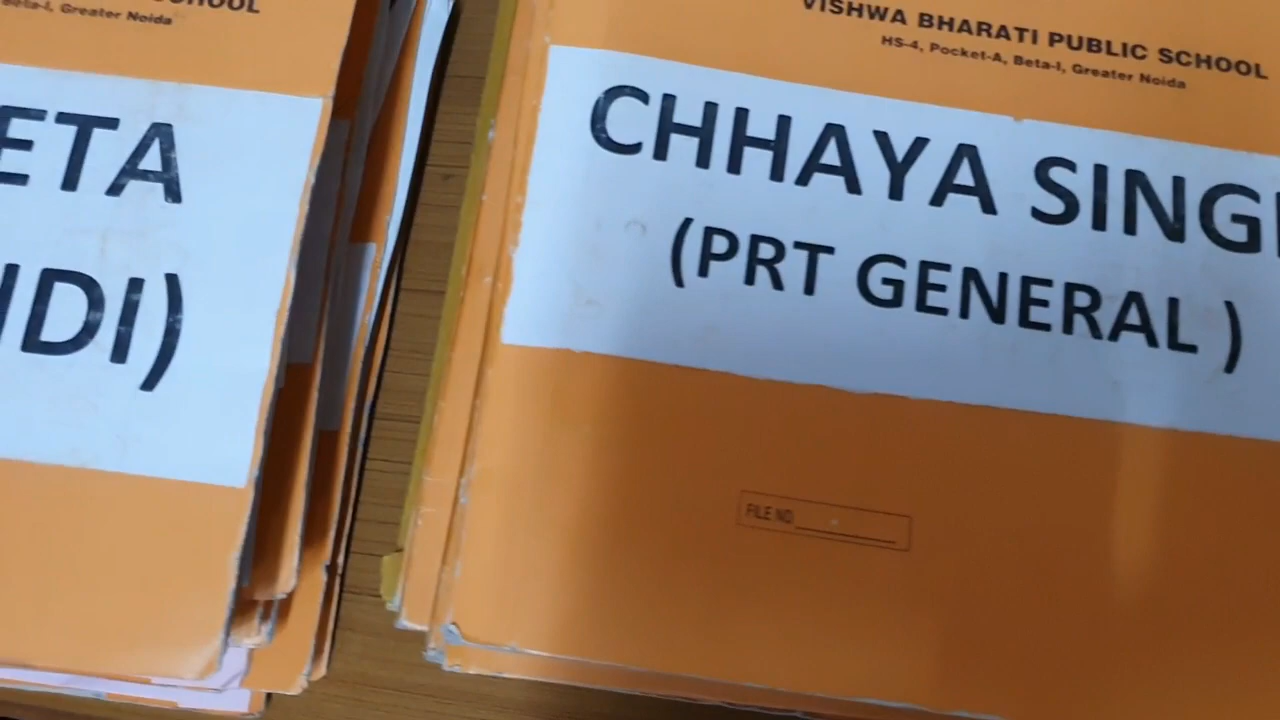 SCHOOL
Beta-I, Greater Noida
ETA
NDI)
VISHWA BHARATI PUBLIC SCHOOL
HS-4, Pocket-A, Beta-I, Greater Noida
CHHAYA SING
(PRT GENERAL )
FILE NO